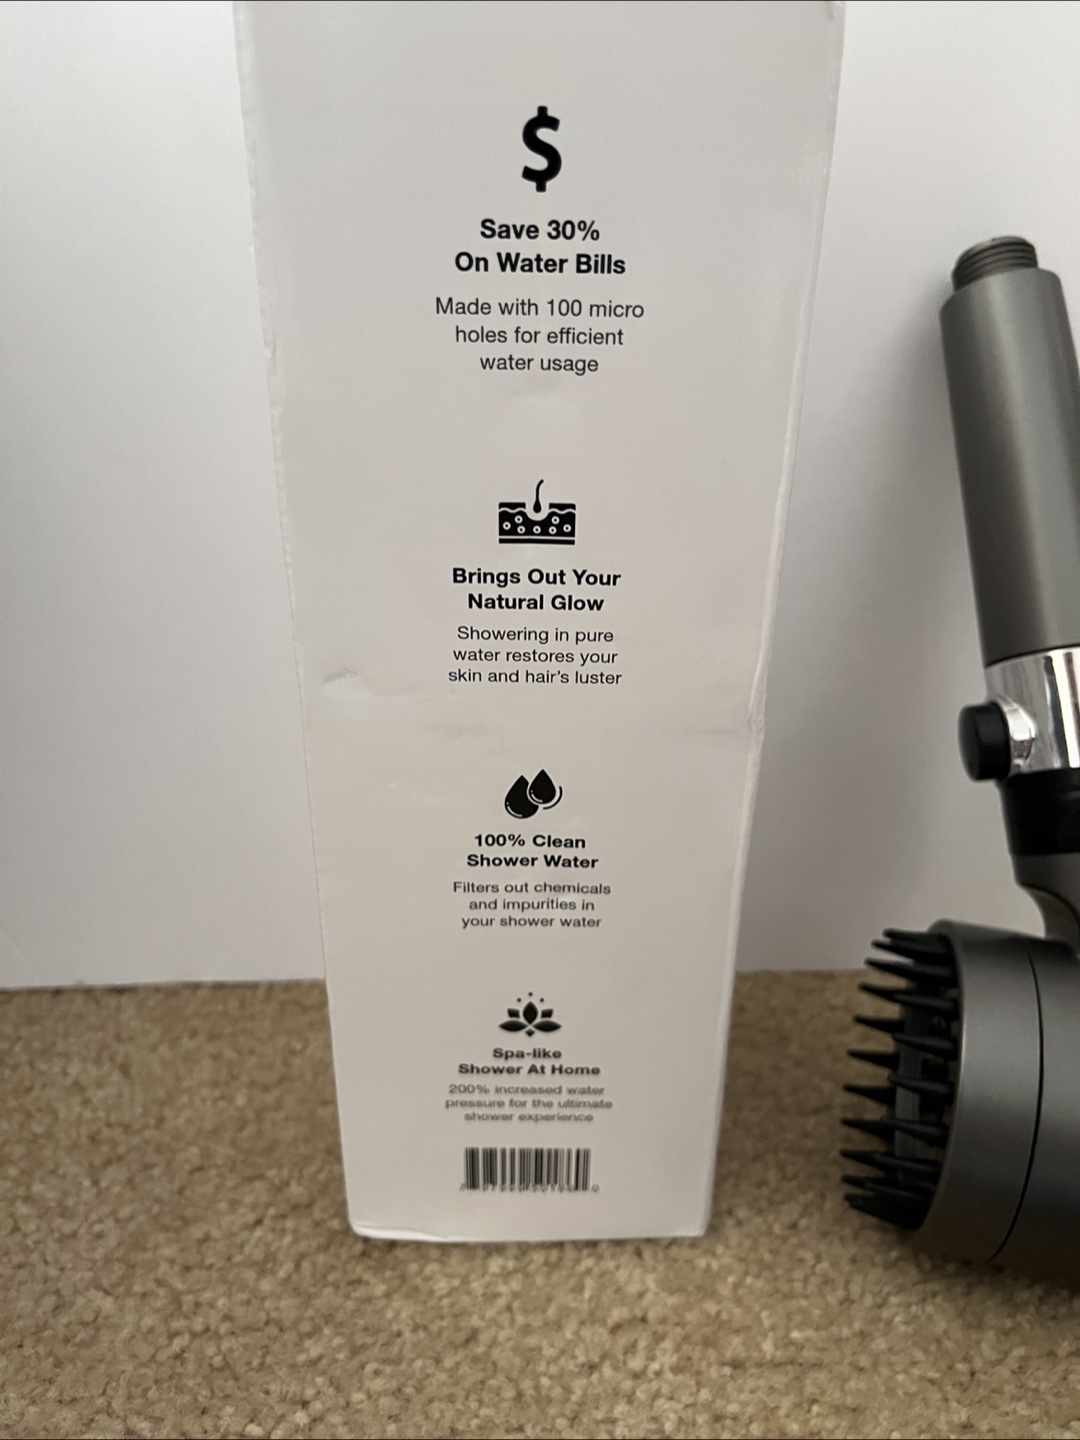 $
Save 30%
On Water Bills
Made with 100 micro
holes for efficient
water usage
Brings Out Your
Natural Glow
Showering in pure
water restores your
skin and hair's luster
100% Clean
Shower Water
Filters out chemicals
and impurities in
your shower water
Spa-like
Shower At Home
200% increased water
pressure for the ultimate
shower experience